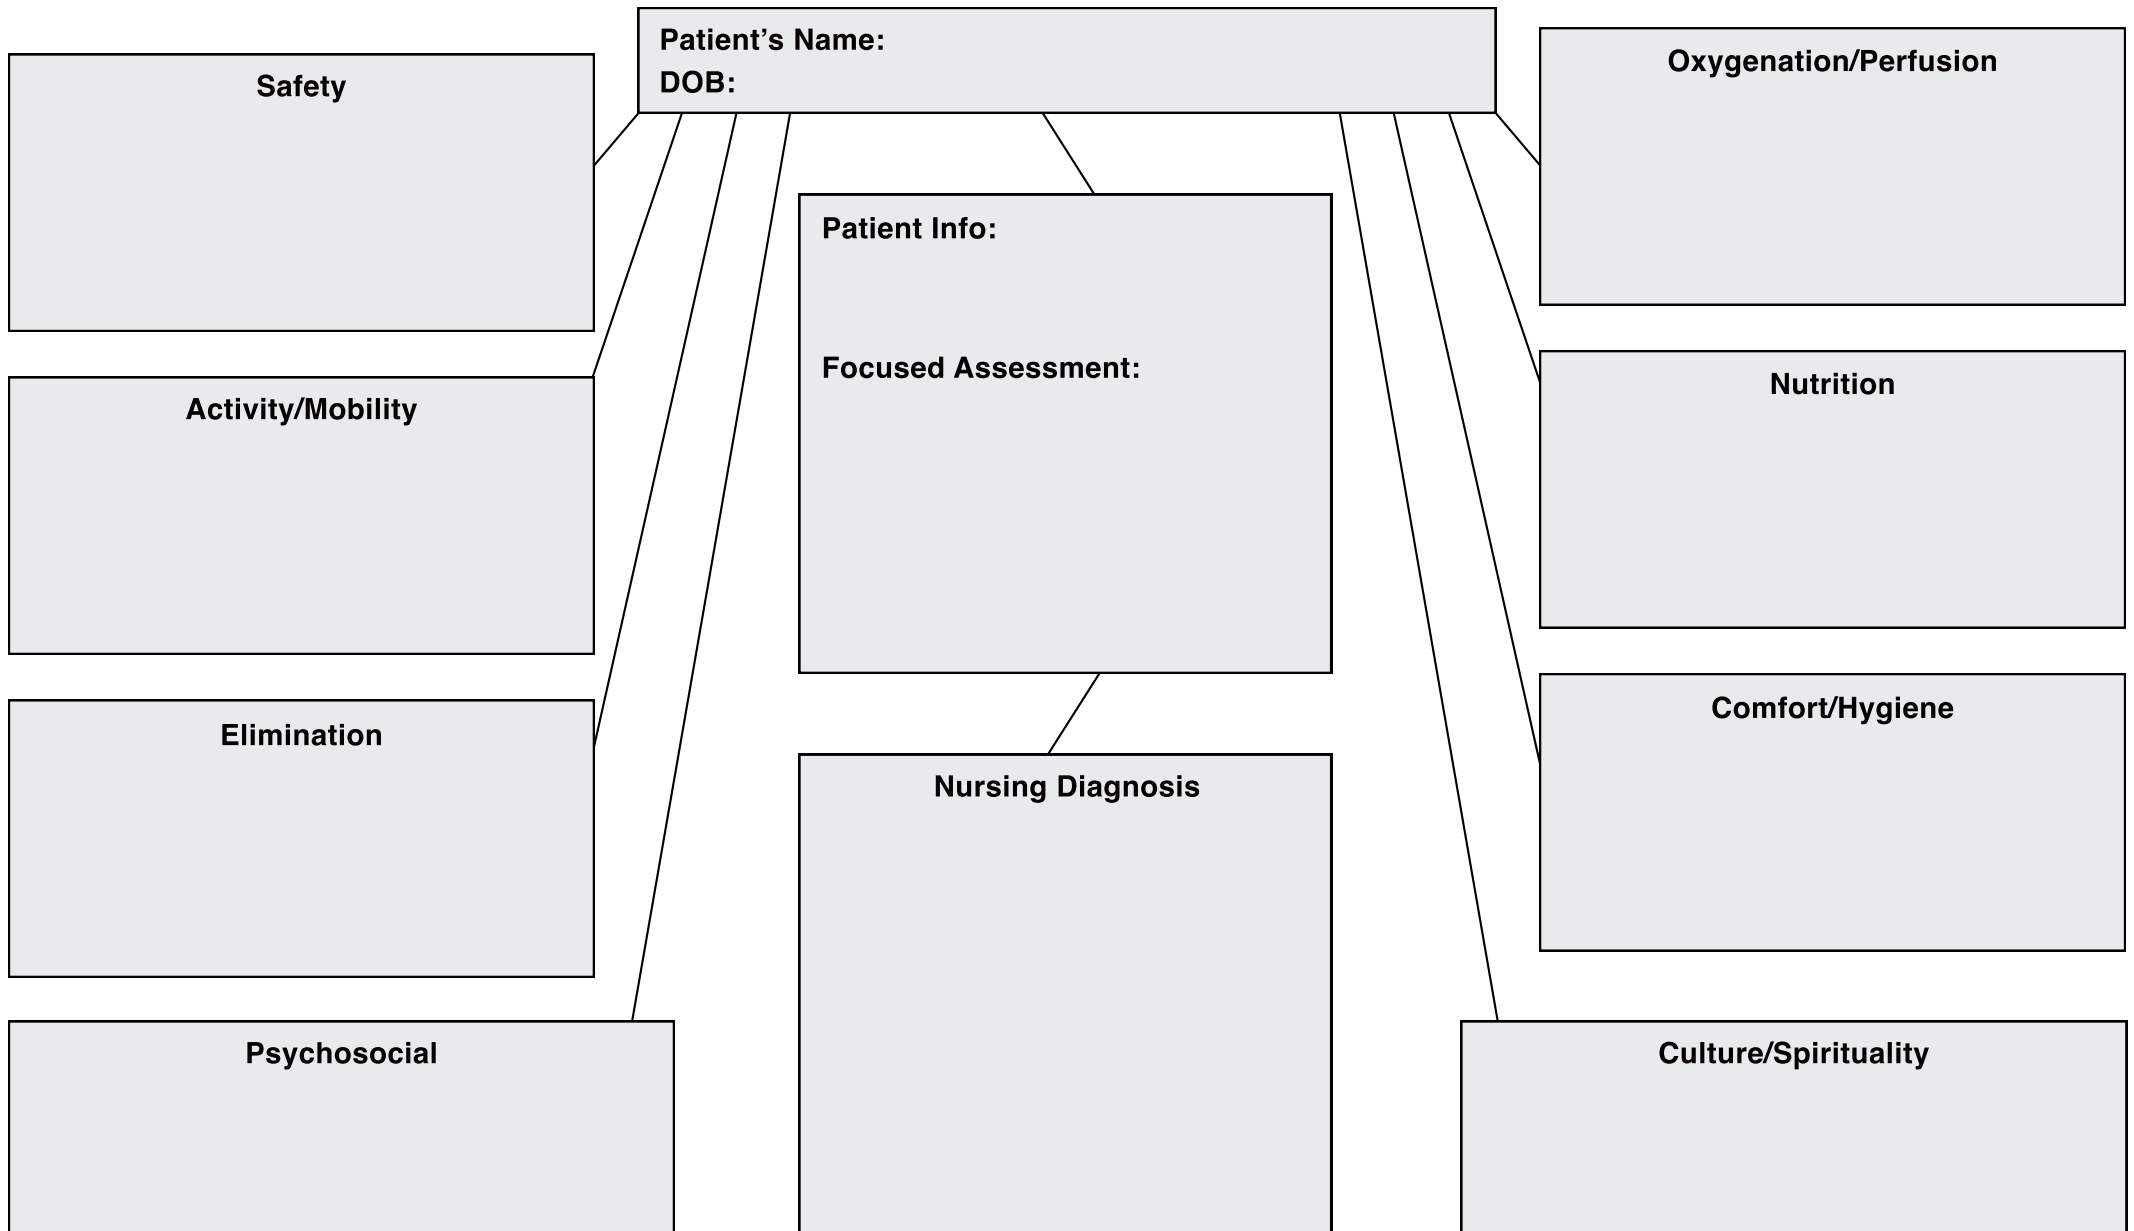 Patient’s Name:
DOB:
Safety
Oxygenation/Perfusion
Patient Info:
Focused Assessment:
Activity/Mobility
Nutrition
Elimination
Comfort/Hygiene
Nursing Diagnosis
Psychosocial
Culture/Spirituality